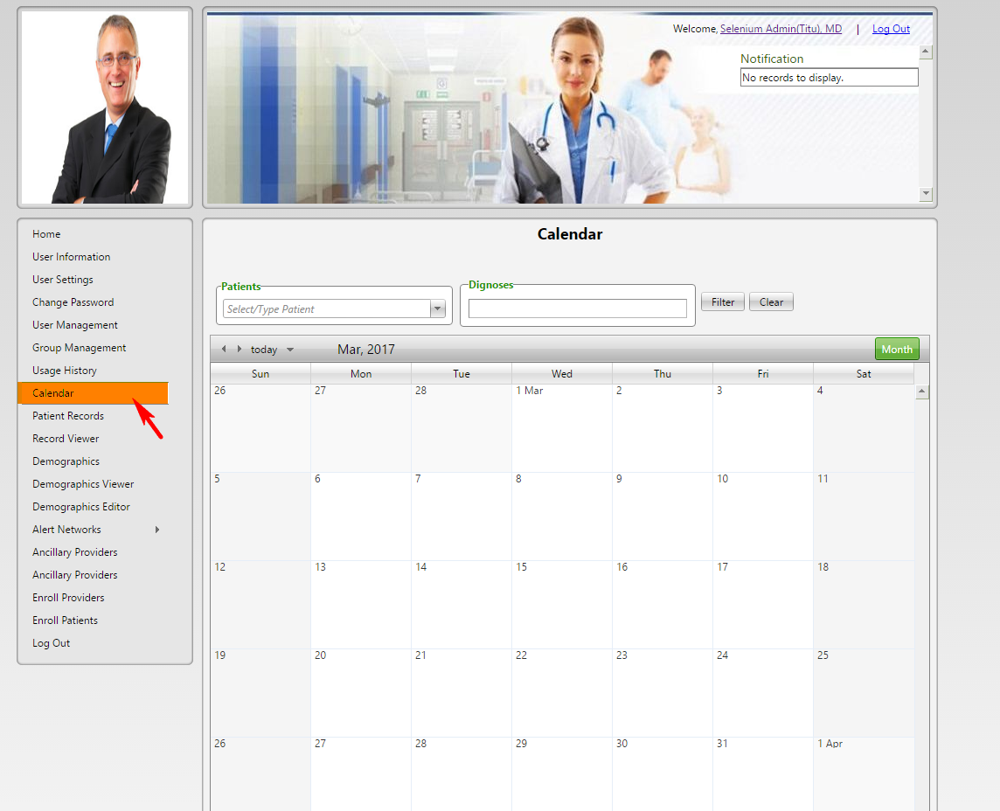 Welcome, Selenium Admin(Titu), MD | Log Out
Notification
No records to display.
Home
User Information
User Settings
Change Password
User Management
Group Management
Usage History
Calendar
Patient Records
Record Viewer
Demographics
Demographics Viewer
Demographics Editor
Alert Networks
Ancillary Providers
Ancillary Providers
Enroll Providers
Enroll Patients
Log Out
Calendar
Patients
Select/Type Patient
Dignoses
Filter Clear
today Mar, 2017 Month
Sun Mon Tue Wed Thu Fri Sat
26 27 28 1 Mar 2 3 4
5 6 7 8 9 10 11
12 13 14 15 16 17 18
19 20 21 22 23 24 25
26 27 28 29 30 31 1 Apr